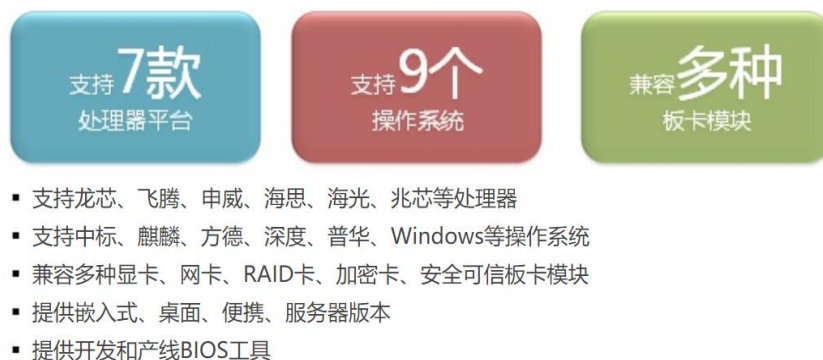 支持7款
处理器平台
支持9个
操作系统
兼容多种
板卡模块
▪ 支持龙芯、飞腾、申威、海思、海光、兆芯等处理器
▪ 支持中标、麒麟、方德、深度、普华、Windows等操作系统
▪ 兼容多种显卡、网卡、RAID卡、加密卡、安全可信板卡模块
▪ 提供嵌入式、桌面、便携、服务器版本
▪ 提供开发和产线BIOS工具